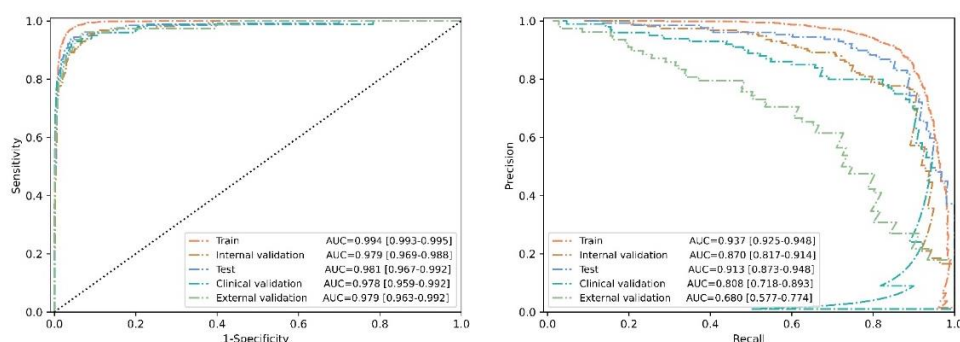 1.0
0.8
0.6
0.4
0.2
0.0
Sensitivity
0.0 0.2 0.4 0.6 0.8 1.0
1-Specificity
Train AUC=0.994 [0.993-0.995]
Internal validation AUC=0.979 [0.969-0.988]
Test AUC=0.981 [0.967-0.992]
Clinical validation AUC=0.978 [0.959-0.992]
External validation AUC=0.979 [0.963-0.992]
1.0
0.8
0.6
0.4
0.2
0.0
Precision
0.0 0.2 0.4 0.6 0.8 1.0
Recall
Train AUC=0.937 [0.925-0.948]
Internal validation AUC=0.870 [0.817-0.914]
Test AUC=0.913 [0.873-0.948]
Clinical validation AUC=0.808 [0.718-0.893]
External validation AUC=0.680 [0.577-0.774]